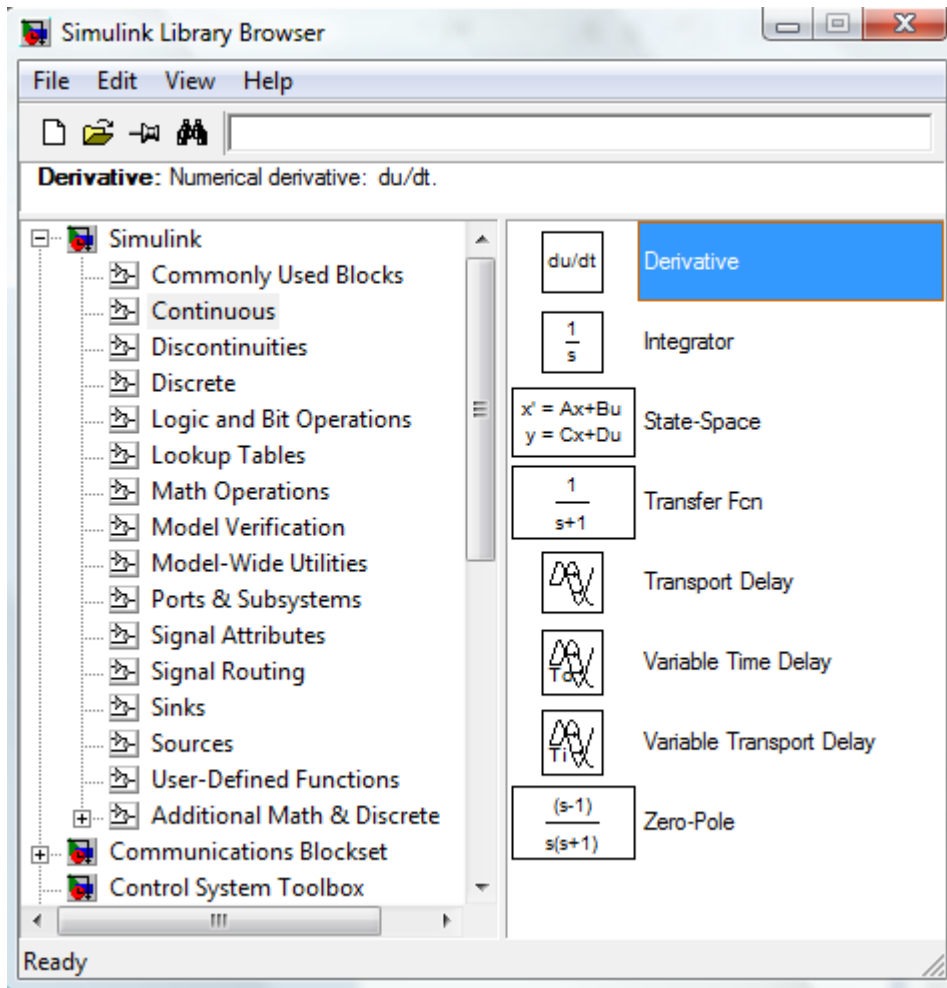 Simulink Library Browser
File Edit View Help
Derivative: Numerical derivative: du/dt.
Simulink
Commonly Used Blocks
Continuous
Discontinuities
Discrete
Logic and Bit Operations
Lookup Tables
Math Operations
Model Verification
Model-Wide Utilities
Ports & Subsystems
Signal Attributes
Signal Routing
Sinks
Sources
User-Defined Functions
Additional Math & Discrete
Communications Blockset
Control System Toolbox
du/dt Derivative
1
s
Integrator
x' = Ax+Bu
y = Cx+Du
State-Space
1
s+1
Transfer Fcn
Transport Delay
Td
Variable Time Delay
Ti
Variable Transport Delay
(s-1)
s(s+1)
Zero-Pole
Ready